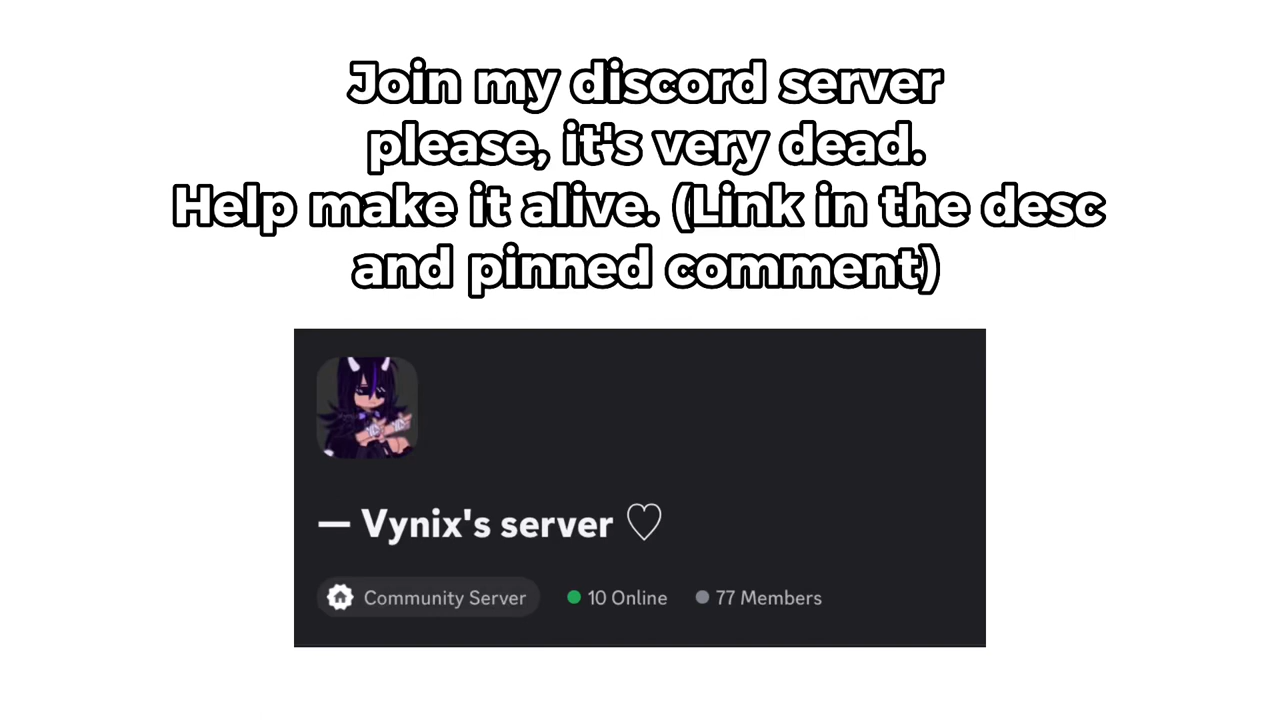 Join my discord server
please, it's very dead.
Help make it alive. (Link in the desc
and pinned comment)
— Vynix's server ♡
Community Server 10 Online 77 Members